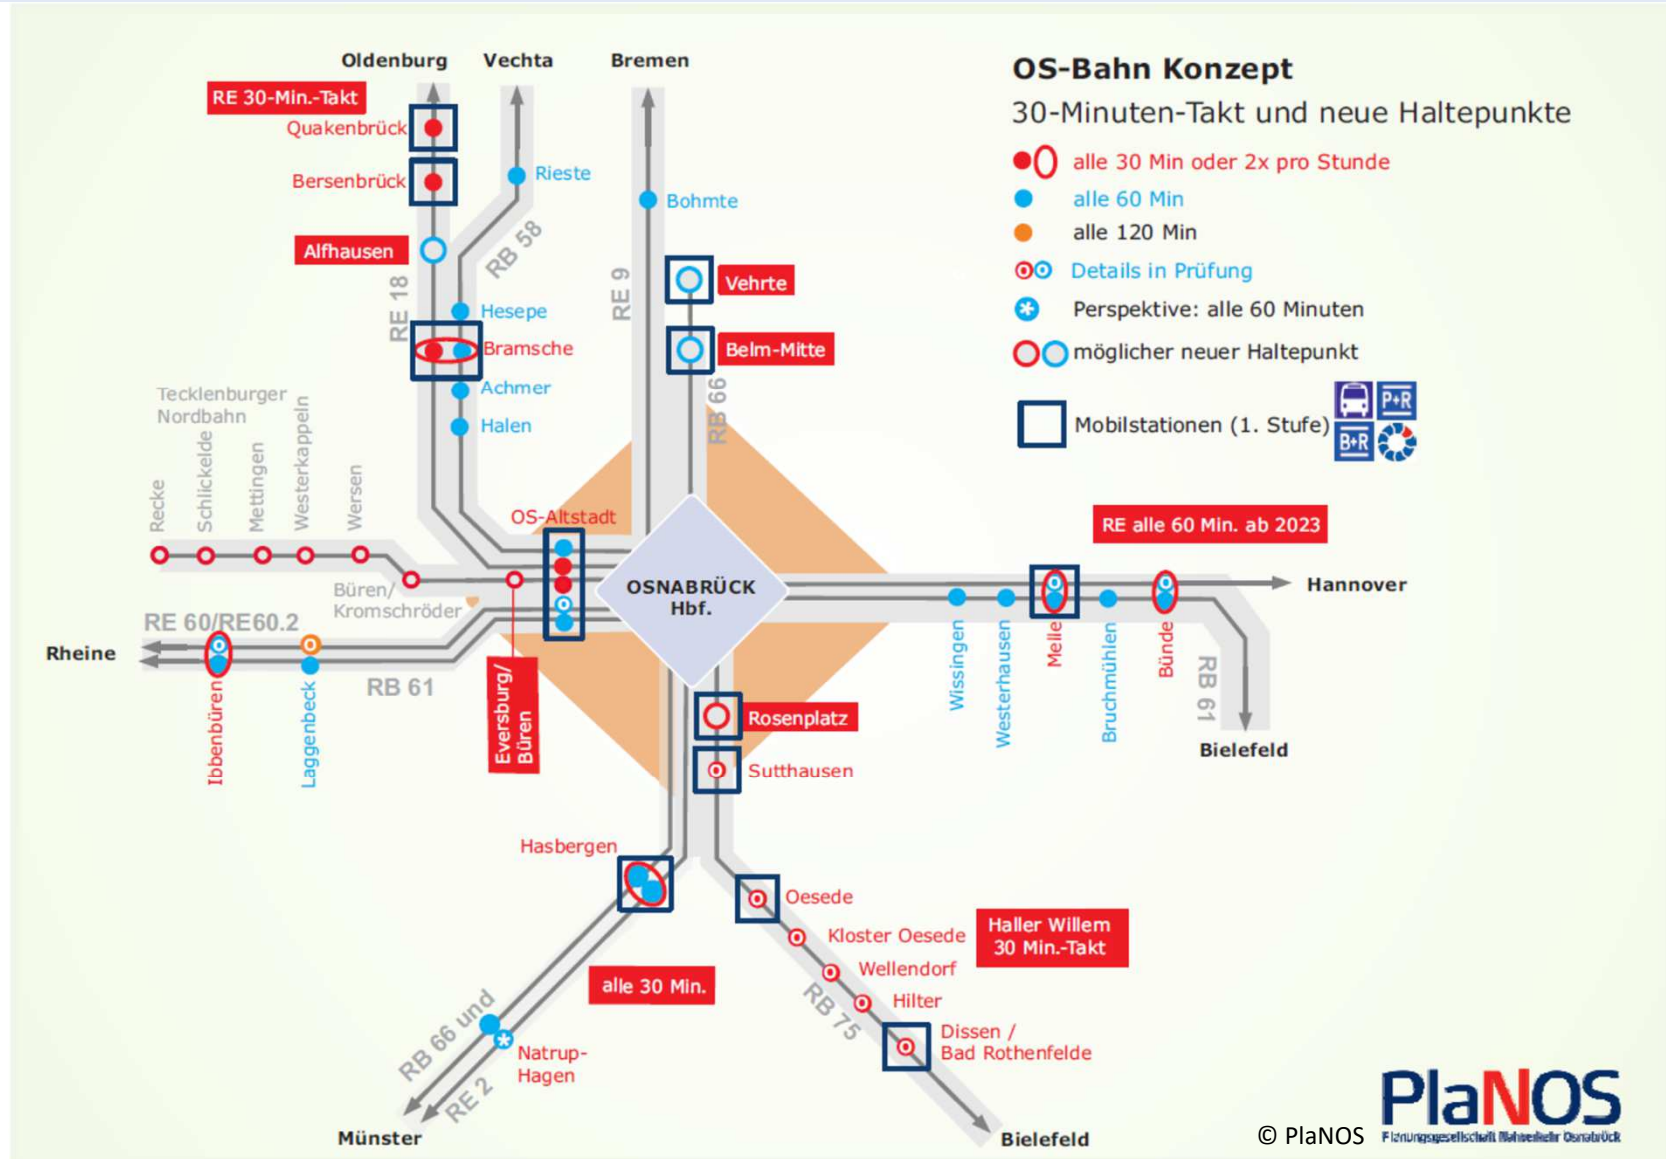 OS-Bahn Konzept
30-Minuten-Takt und neue Haltepunkte
alle 30 Min oder 2x pro Stunde
alle 60 Min
alle 120 Min
Details in Prüfung
Perspektive: alle 60 Minuten
möglicher neuer Haltepunkt
Mobilstationen (1. Stufe)
P+R
B+R
Oldenburg
Vechta
Bremen
RE 30-Min.-Takt
Quakenbrück
Bersenbrück
Rieste
Bohmte
Alfhausen
RB 58
RE 18
RE 9
Vehrte
Hesepe
Bramsche
Belm-Mitte
Achmer
Halen
RB 66
Tecklenburger
Nordbahn
Recke
Schlickelde
Mettingen
Westerkappeln
Wersen
OS-Altstadt
Büren/
Kromschröder
OSNABRÜCK
Hbf.
RE alle 60 Min. ab 2023
Hannover
RE 60/RE60.2
Rheine
RB 61
Ibbenbüren
Laggenbeck
Eversburg/
Büren
Wissingen
Westerhausen
Melle
Bruchmühlen
Bünde
RB 61
Bielefeld
Rosenplatz
Sutthausen
Hasbergen
Oesede
Kloster Oesede
Haller Willem
30 Min.-Takt
Wellendorf
alle 30 Min.
Hilter
RB 75
Dissen /
Bad Rothenfelde
RB 66 und
RE 2
Natrup-
Hagen
Münster
Bielefeld
© PlaNOS
PlaNOS
Planungsgesellschaft Nahverkehr Osnabrück